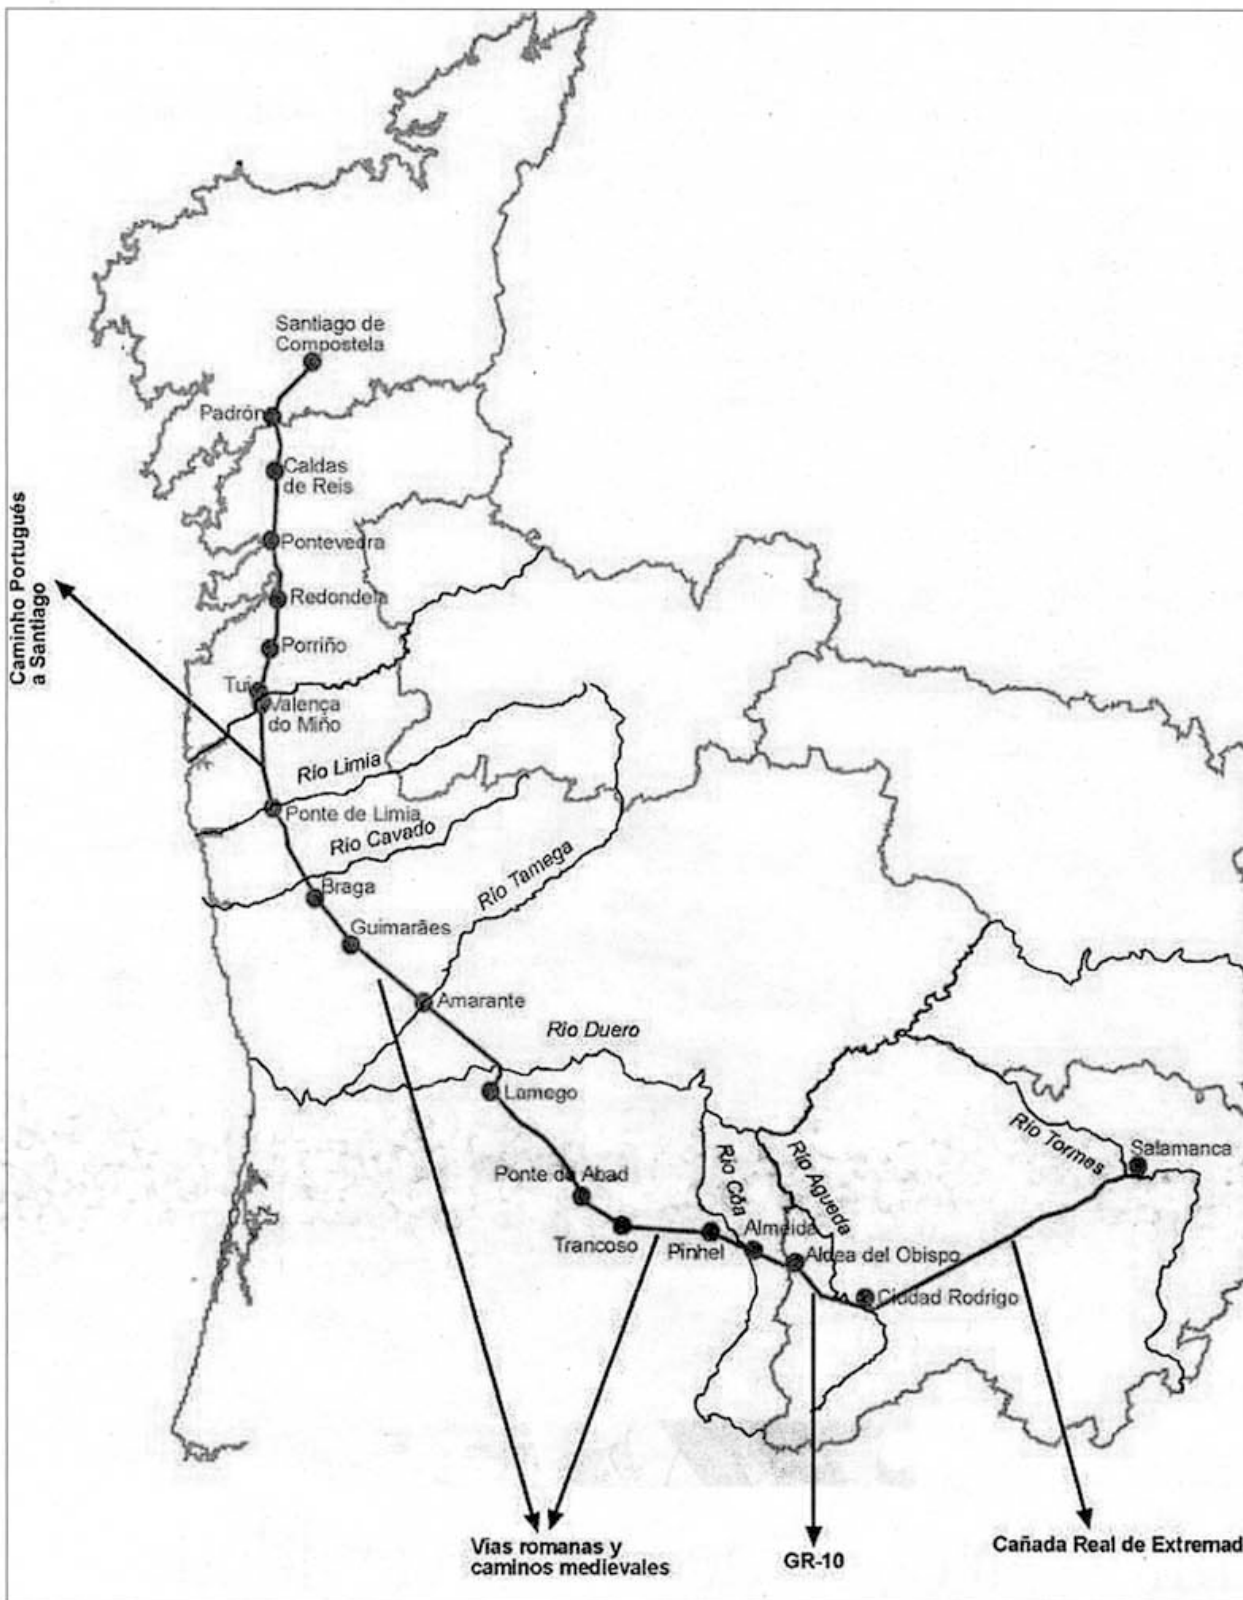 Santiago de
Compostela
Padrón
Caldas
de Reis
Caminho Portugués
a Santiago
Pontevedra
Redondela
Porriño
Tui
Valença
do Miño
Río Limia
Ponte de Limia
Río Cavado
Río Tamega
Braga
Guimarães
Amarante
Río Duero
Lamego
Río Tormes
Salamanca
Río Côa
Río Agueda
Ponte da Abad
Almeida
Trancoso
Pinhel
Aldea del Obispo
Ciudad Rodrigo
Vias romanas y
caminos medievales
GR-10
Cañada Real de Extremad